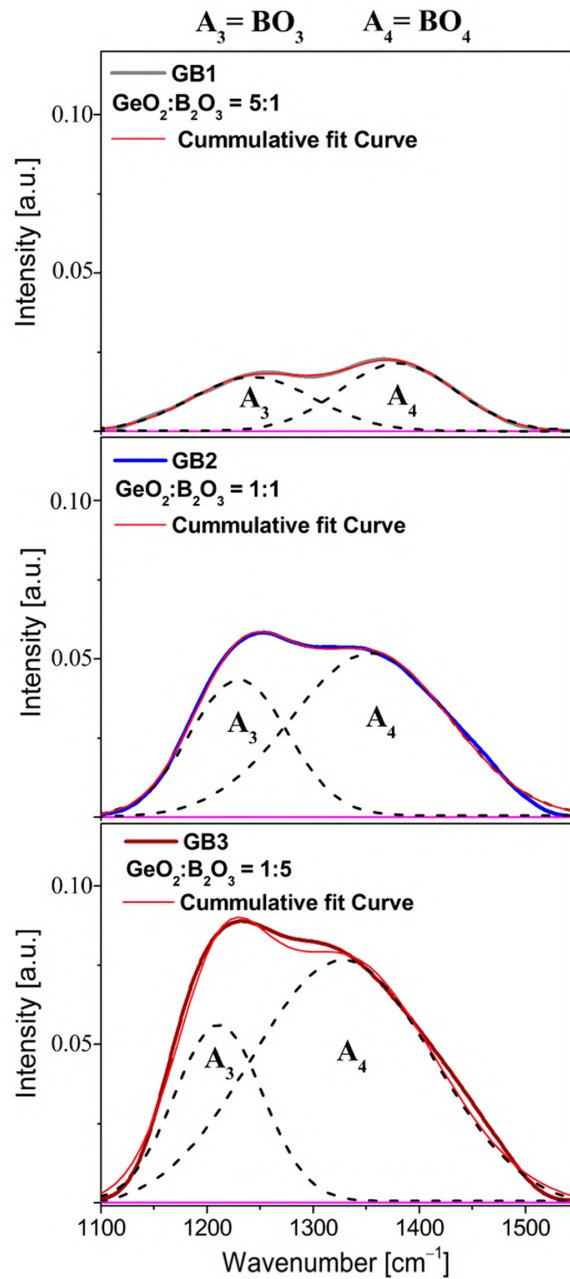 A₃= BO₃ A₄= BO₄
GB1
GeO₂:B₂O₃ = 5:1
Cummulative fit Curve
0.10
0.05
Intensity [a.u.]
A₃
A₄
GB2
GeO₂:B₂O₃ = 1:1
Cummulative fit Curve
0.10
0.05
Intensity [a.u.]
A₃
A₄
GB3
GeO₂:B₂O₃ = 1:5
Cummulative fit Curve
0.10
0.05
Intensity [a.u.]
A₃
A₄
1100 1200 1300 1400 1500
Wavenumber [cm⁻¹]